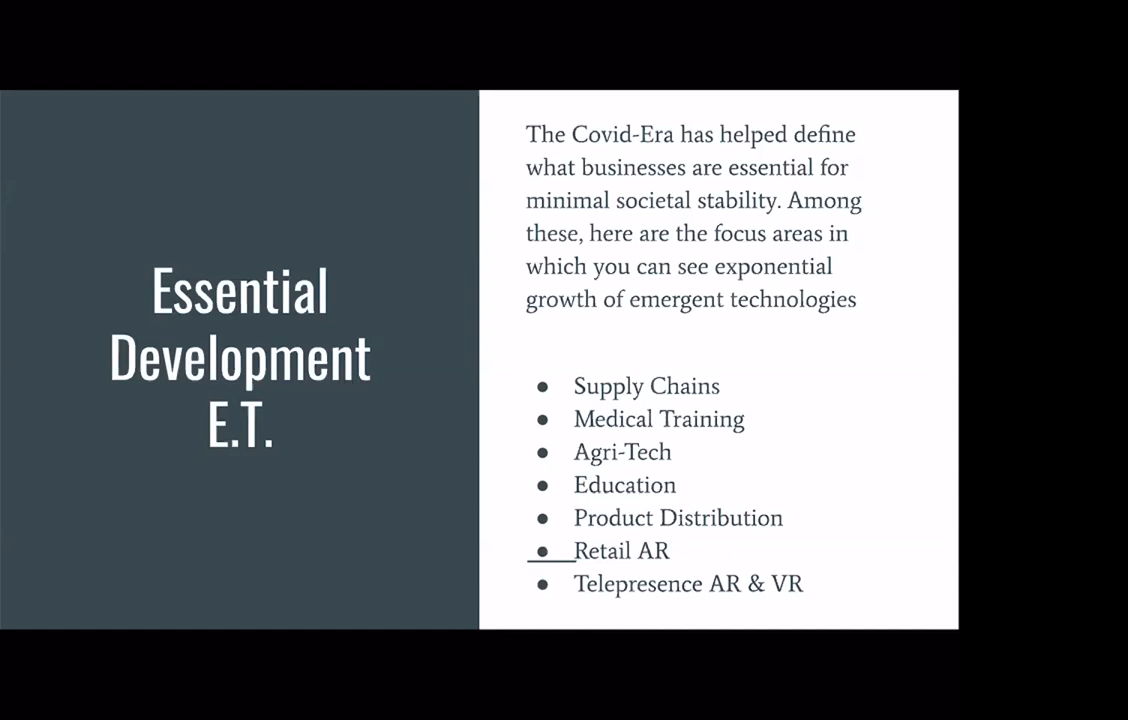 Essential
Development
E.T.
The Covid-Era has helped define
what businesses are essential for
minimal societal stability. Among
these, here are the focus areas in
which you can see exponential
growth of emergent technologies
● Supply Chains
● Medical Training
● Agri-Tech
● Education
● Product Distribution
● Retail AR
● Telepresence AR & VR